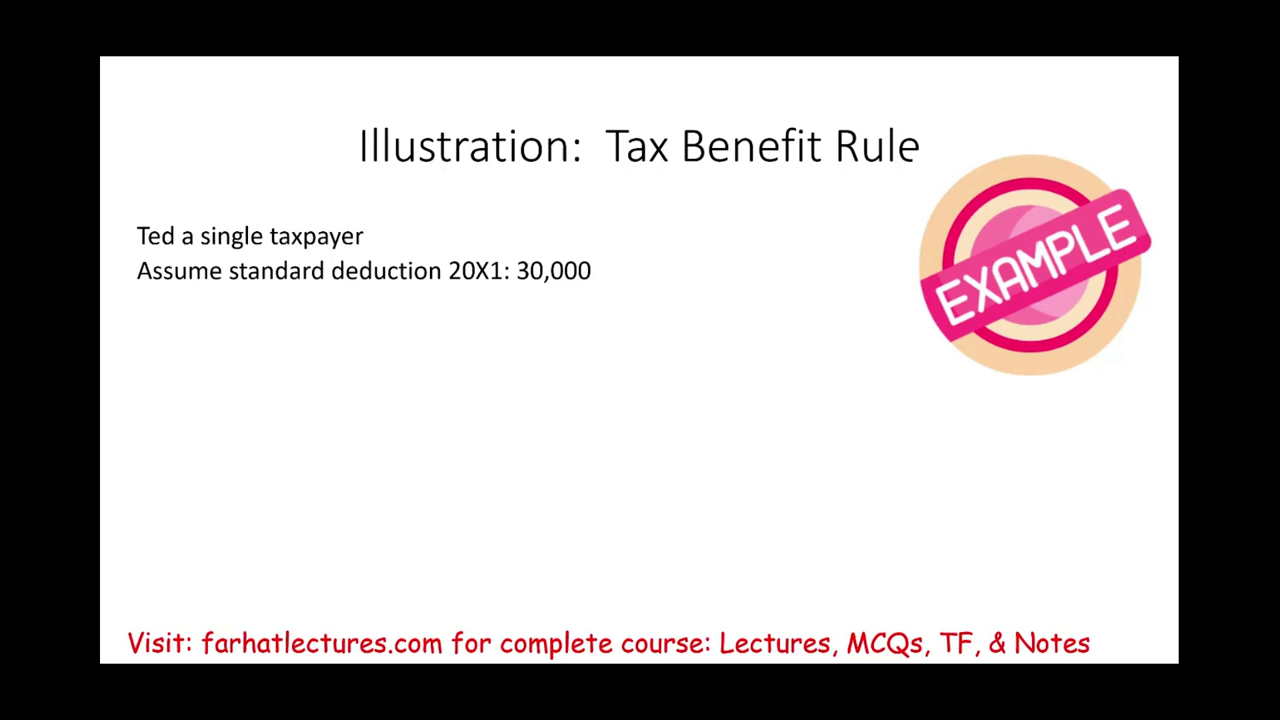 Illustration: Tax Benefit Rule
EXAMPLE
Ted a single taxpayer
Assume standard deduction 20X1: 30,000
Visit: farhatlectures.com for complete course: Lectures, MCQs, TF, & Notes